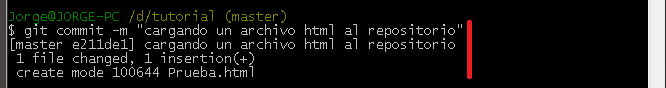 Jorge@JORGE-PC /d/tutorial (master)
$ git commit -m "cargando un archivo html al repositorio"
[master e211de1] cargando un archivo html al repositorio
 1 file changed, 1 insertion(+)
 create mode 100644 Prueba.html